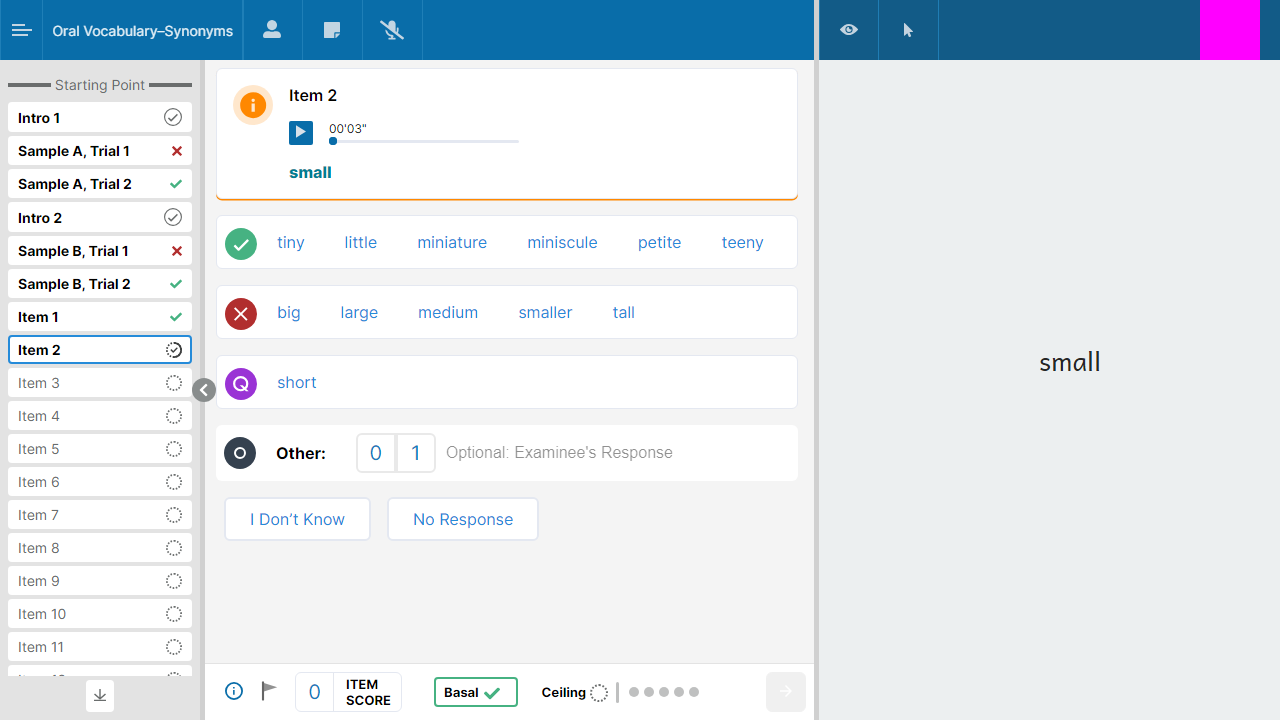 Oral Vocabulary–Synonyms
Starting Point
Intro 1
Sample A, Trial 1
Sample A, Trial 2
Intro 2
Sample B, Trial 1
Sample B, Trial 2
Item 1
Item 2
Item 3
Item 4
Item 5
Item 6
Item 7
Item 8
Item 9
Item 10
Item 11
Item 2
00'03"
small
tiny little miniature miniscule petite teeny
big large medium smaller tall
Q short
Other: 0 1 Optional: Examinee's Response
I Don't Know No Response
0 ITEM SCORE Basal Ceiling
small